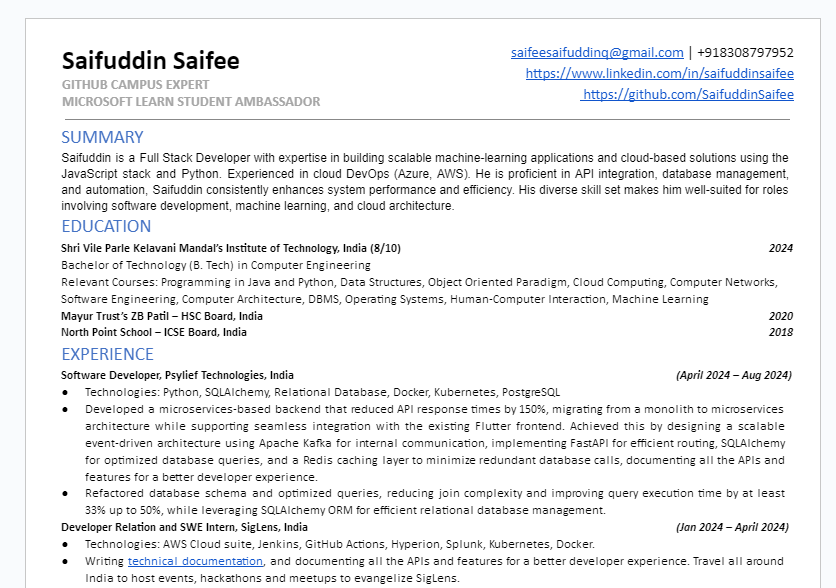 Saifuddin Saifee
saifeesaifuddinq@gmail.com | +918308797952
GITHUB CAMPUS EXPERT
https://www.linkedin.com/in/saifuddinsaifee
MICROSOFT LEARN STUDENT AMBASSADOR
https://github.com/SaifuddinSaifee
SUMMARY
Saifuddin is a Full Stack Developer with expertise in building scalable machine-learning applications and cloud-based solutions using the
JavaScript stack and Python. Experienced in cloud DevOps (Azure, AWS). He is proficient in API integration, database management,
and automation, Saifuddin consistently enhances system performance and efficiency. His diverse skill set makes him well-suited for roles
involving software development, machine learning, and cloud architecture.
EDUCATION
Shri Vile Parle Kelavani Mandal's Institute of Technology, India (8/10) 2024
Bachelor of Technology (B. Tech) in Computer Engineering
Relevant Courses: Programming in Java and Python, Data Structures, Object Oriented Paradigm, Cloud Computing, Computer Networks,
Software Engineering, Computer Architecture, DBMS, Operating Systems, Human-Computer Interaction, Machine Learning
Mayur Trust's ZB Patil – HSC Board, India 2020
North Point School – ICSE Board, India 2018
EXPERIENCE
Software Developer, Psylief Technologies, India (April 2024 – Aug 2024)
● Technologies: Python, SQLAlchemy, Relational Database, Docker, Kubernetes, PostgreSQL
● Developed a microservices-based backend that reduced API response times by 150%, migrating from a monolith to microservices
architecture while supporting seamless integration with the existing Flutter frontend. Achieved this by designing a scalable
event-driven architecture using Apache Kafka for internal communication, implementing FastAPI for efficient routing, SQLAlchemy
for optimized database queries, and a Redis caching layer to minimize redundant database calls, documenting all the APIs and
features for a better developer experience.
● Refactored database schema and optimized queries, reducing join complexity and improving query execution time by at least
33% up to 50%, while leveraging SQLAlchemy ORM for efficient relational database management.
Developer Relation and SWE Intern, SigLens, India (Jan 2024 – April 2024)
● Technologies: AWS Cloud suite, Jenkins, GitHub Actions, Hyperion, Splunk, Kubernetes, Docker.
● Writing technical documentation, and documenting all the APIs and features for a better developer experience. Travel all around
India to host events, hackathons and meetups to evangelize SigLens.